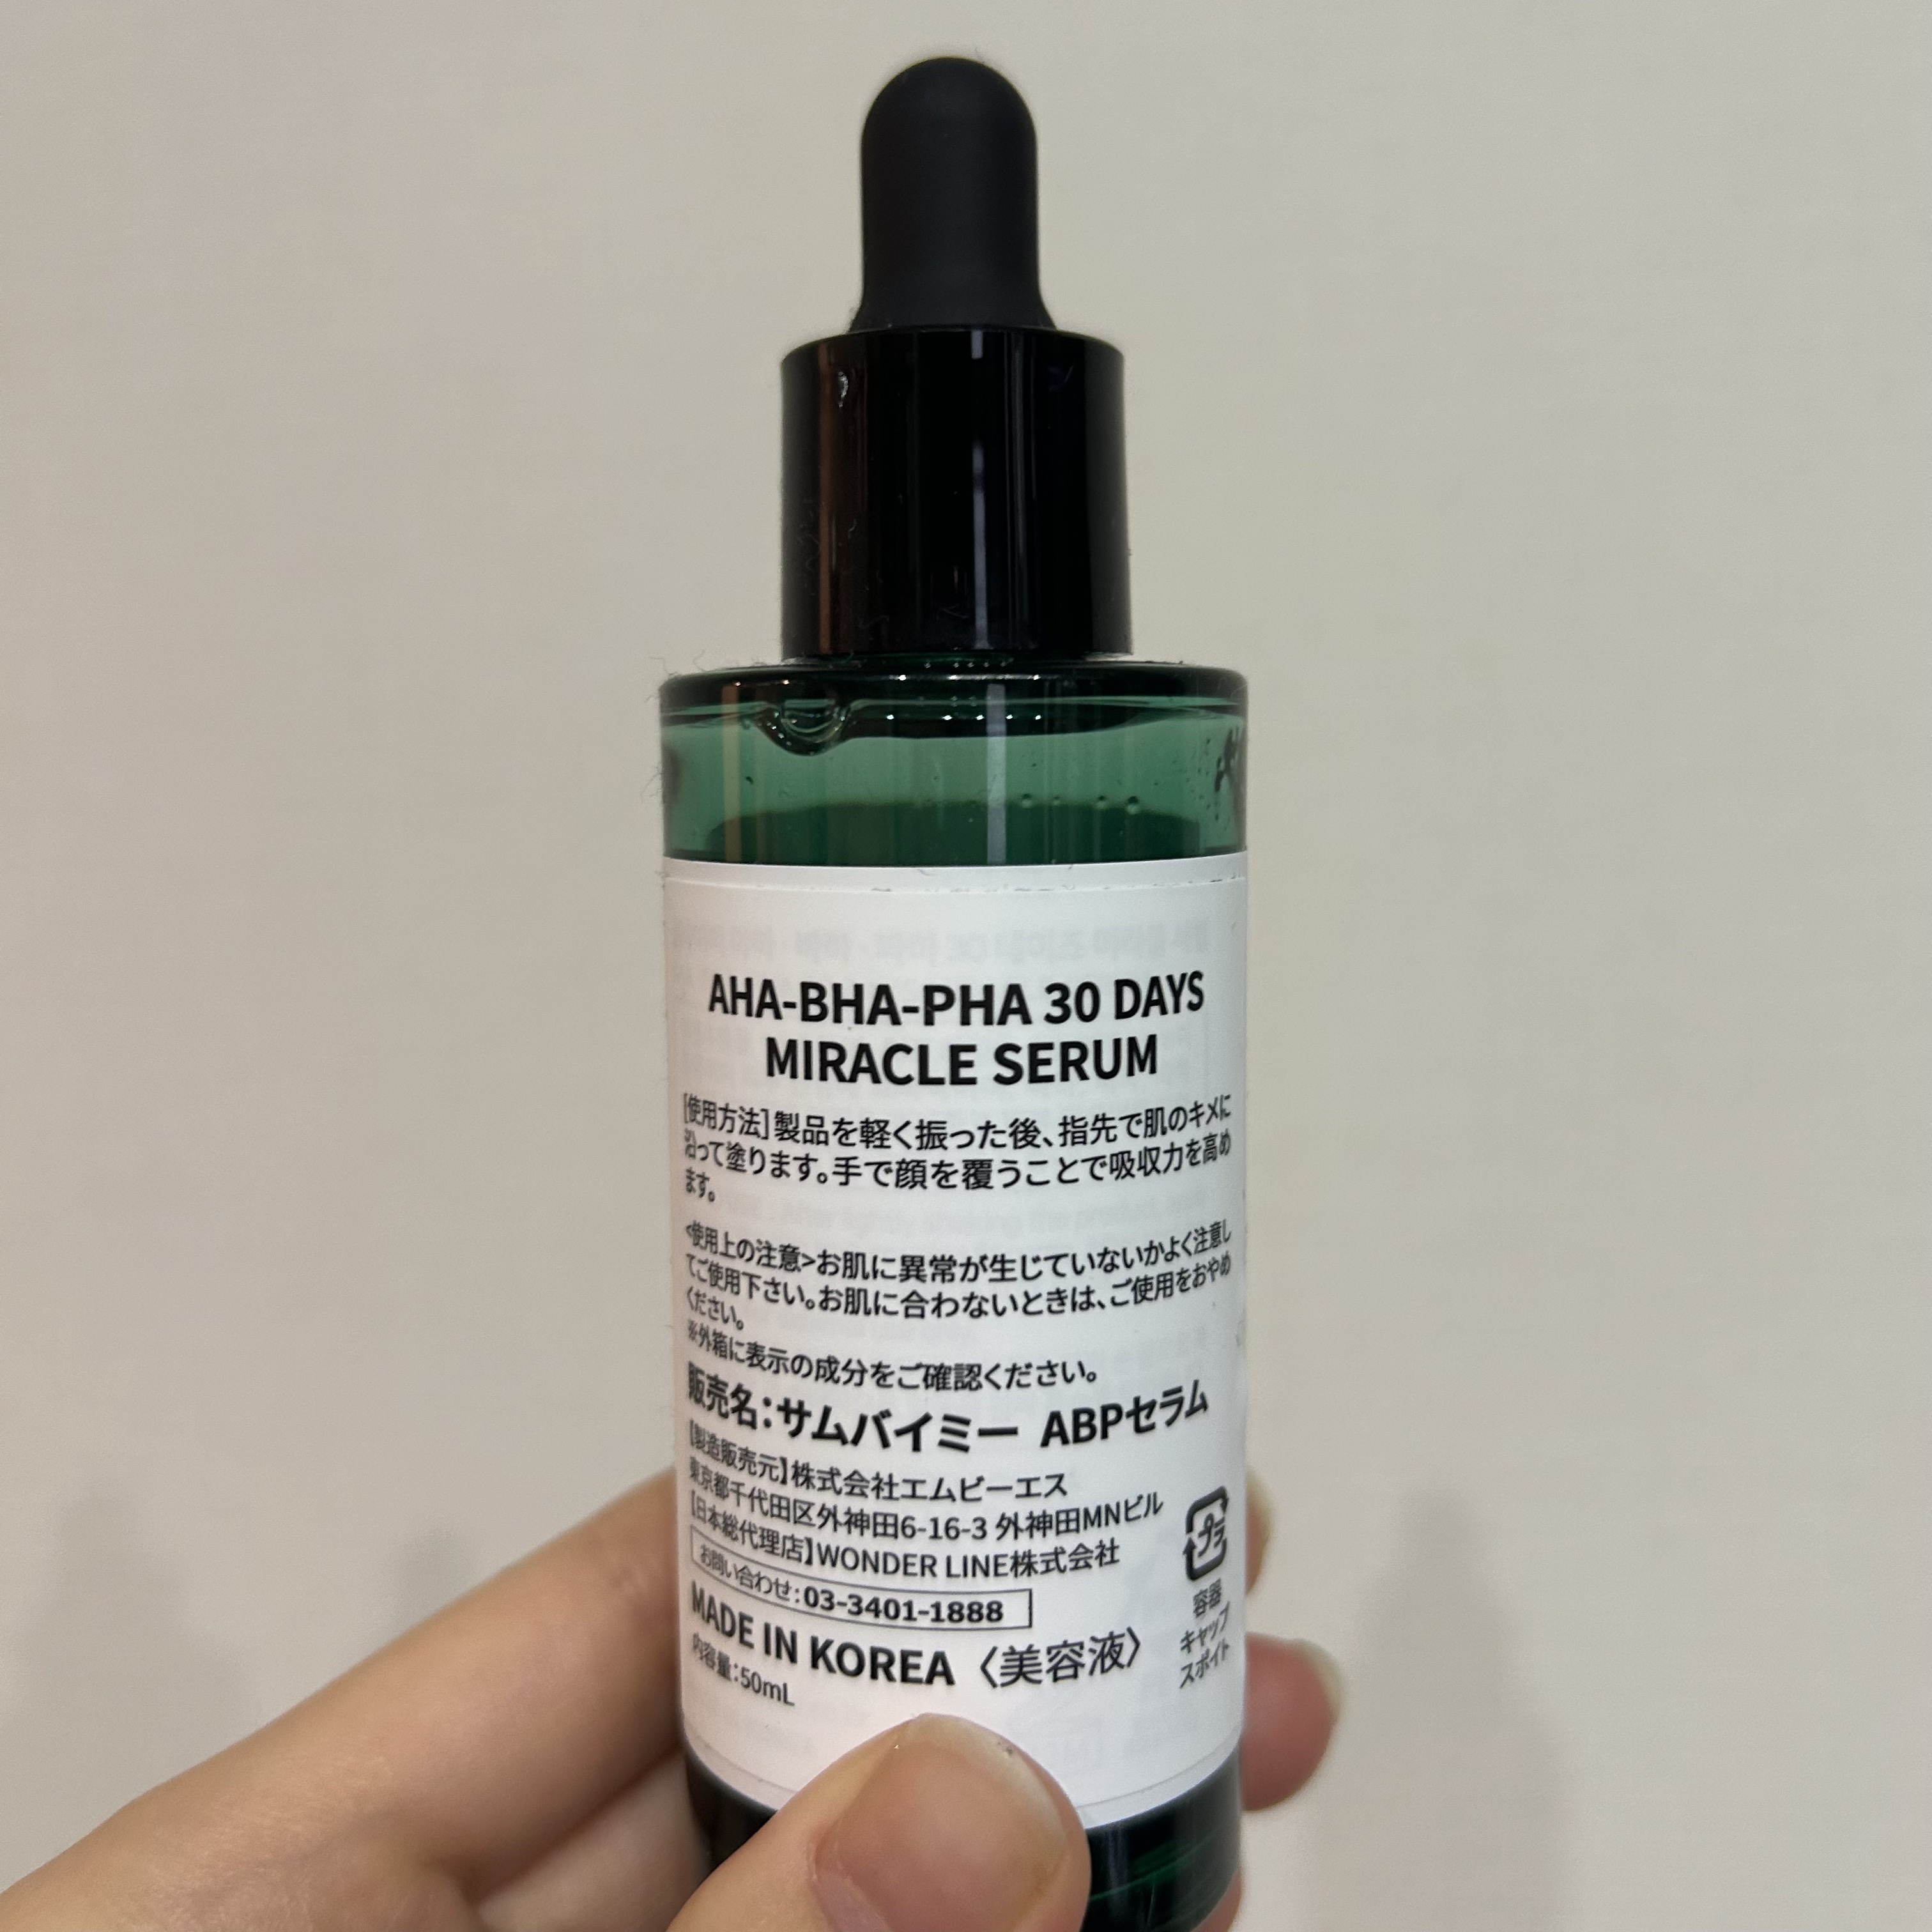 AHA-BHA-PHA 30 DAYS
MIRACLE SERUM
[使用方法]製品を軽く振った後、指先で肌のキメに
沿って塗ります。手で顔を覆うことで吸収力を高め
ます。
<使用上の注意>お肌に異常が生じていないかよく注意し
てご使用下さい。お肌に合わないときは、ご使用をおやめ
ください。
※外箱に表示の成分をご確認ください。
販売名：サムバイミー ABPセラム
【製造販売元】株式会社エムビーエス
東京都千代田区外神田6-16-3 外神田MNビル
【日本総代理店】WONDER LINE株式会社
お問い合わせ：03-3401-1888
MADE IN KOREA〈美容液〉
内容量：50mL
プラ
容器
キャップ
スポイト